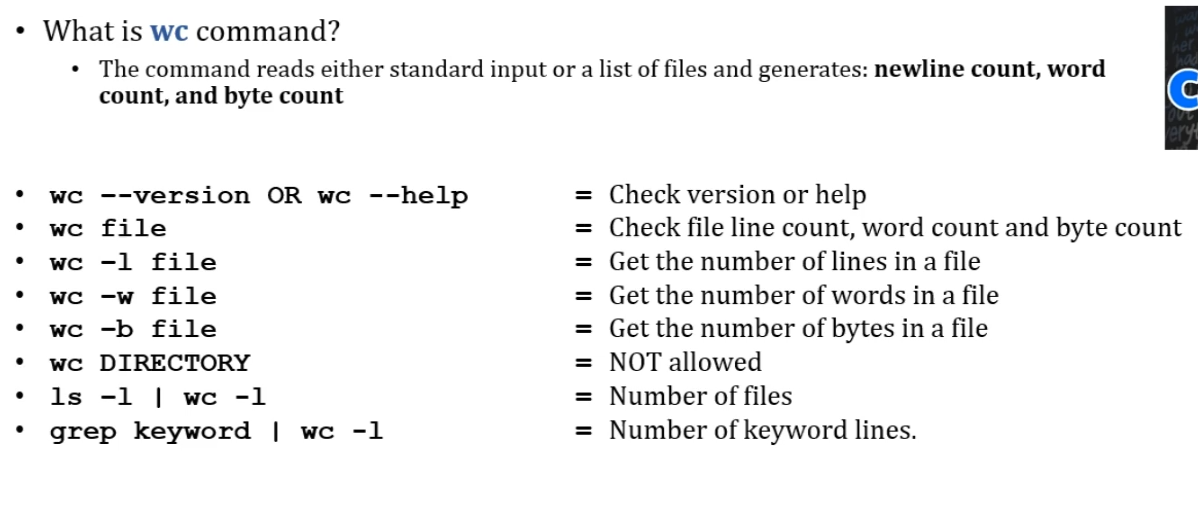 • What is wc command?
• The command reads either standard input or a list of files and generates: newline count, word
count, and byte count
• wc --version OR wc --help = Check version or help
• wc file = Check file line count, word count and byte count
• wc -l file = Get the number of lines in a file
• wc -w file = Get the number of words in a file
• wc -b file = Get the number of bytes in a file
• wc DIRECTORY = NOT allowed
• ls -l | wc -l = Number of files
• grep keyword | wc -l = Number of keyword lines.
C